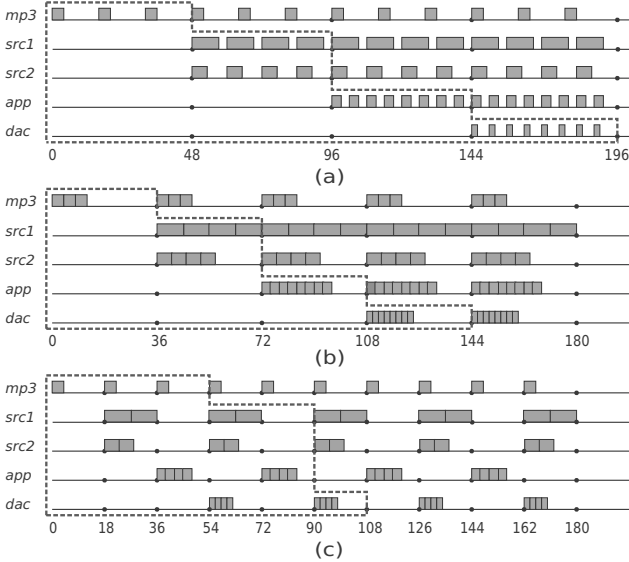 mp3
src1
src2
app
dac
0 48 96 144 196
(a)
mp3
src1
src2
app
dac
0 36 72 108 144 180
(b)
mp3
src1
src2
app
dac
0 18 36 54 72 90 108 126 144 162 180
(c)